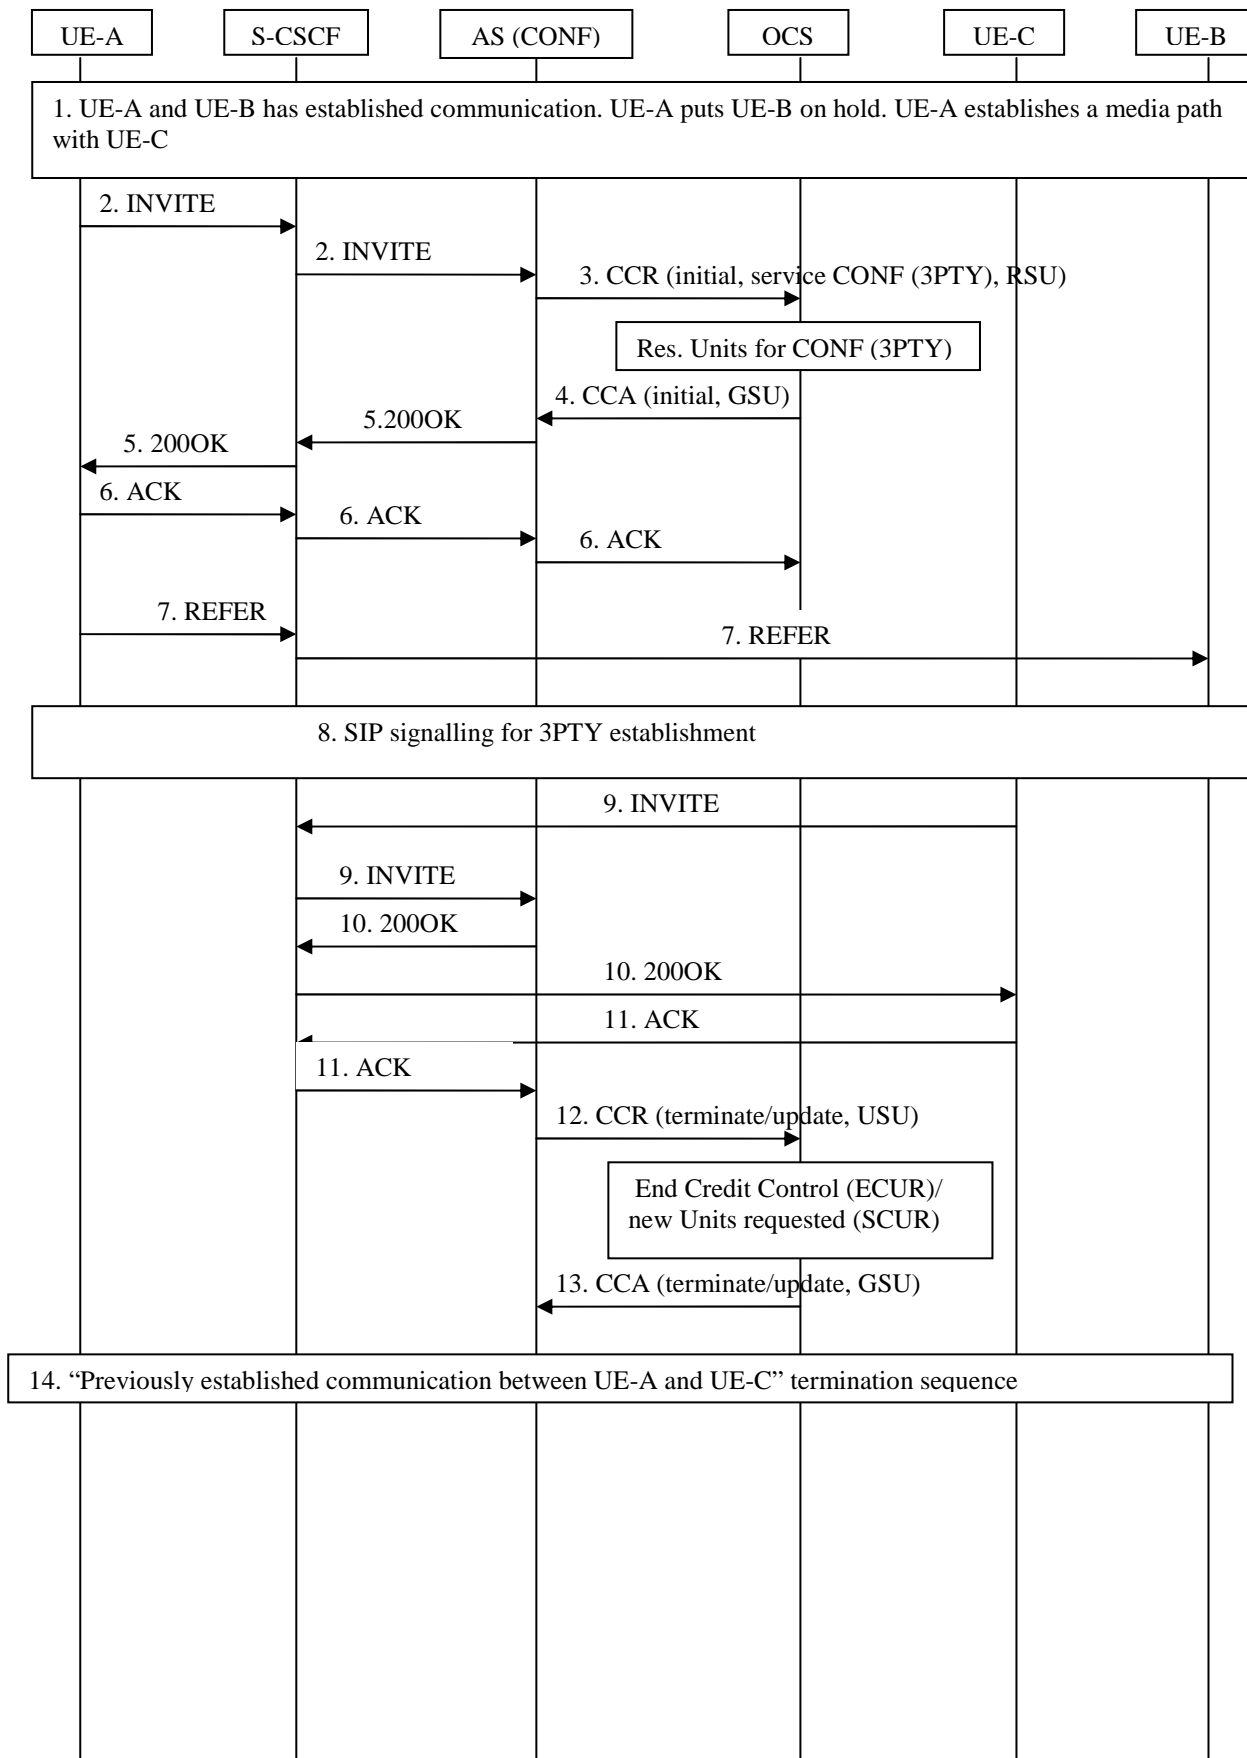 UE-A
S-CSCF
AS (CONF)
OCS
UE-C
UE-B
1. UE-A and UE-B has established communication. UE-A puts UE-B on hold. UE-A establishes a media path
with UE-C
2. INVITE
2. INVITE
3. CCR (initial, service CONF (3PTY), RSU)
Res. Units for CONF (3PTY)
4. CCA (initial, GSU)
5.200OK
5. 200OK
6. ACK
6. ACK
6. ACK
7. REFER
7. REFER
8. SIP signalling for 3PTY establishment
9. INVITE
9. INVITE
10. 200OK
10. 200OK
11. ACK
11. ACK
12. CCR (terminate/update, USU)
End Credit Control (ECUR)/
new Units requested (SCUR)
13. CCA (terminate/update, GSU)
14. “Previously established communication between UE-A and UE-C” termination sequence